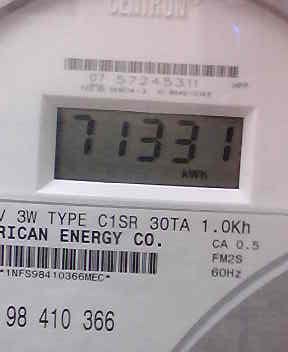 CENTRON
07 57245311
71331
kWh
V 3W TYPE C1SR 30TA 1.0Kh
RICAN ENERGY CO.
CA 0.5
FM2S
60Hz
*1NFS98410366MEC*
98 410 366